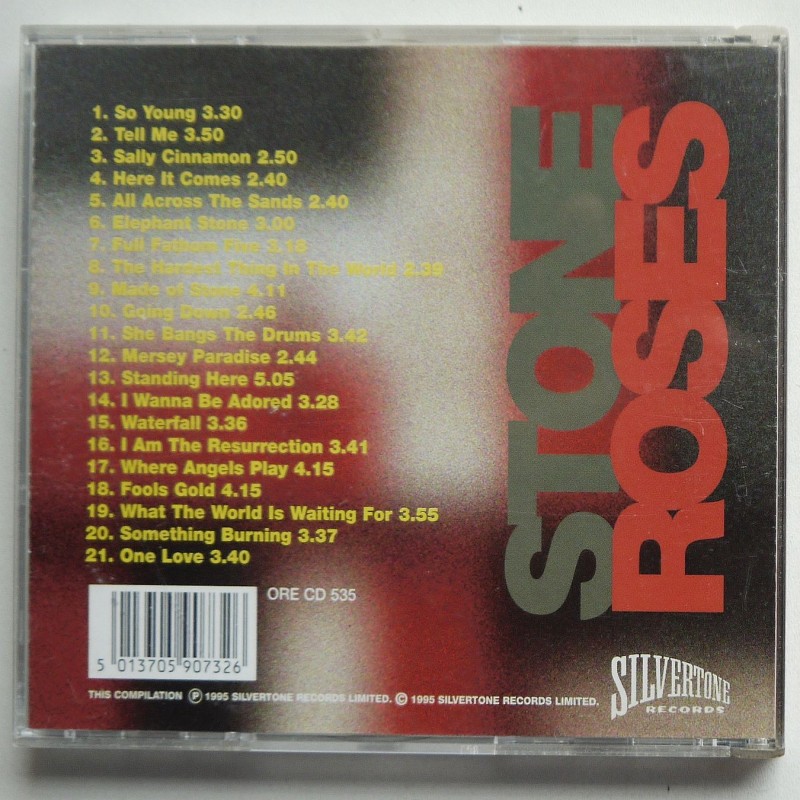 1. So Young 3.30
2. Tell Me 3.50
3. Sally Cinnamon 2.50
4. Here It Comes 2.40
5. All Across The Sands 2.40
6. Elephant Stone 3.00
7. Full Fathom Five 3.18
8. The Hardest Thing In The World 2.39
9. Made of Stone 4.11
10. Going Down 2.46
11. She Bangs The Drums 3.42
12. Mersey Paradise 2.44
13. Standing Here 5.05
14. I Wanna Be Adored 3.28
15. Waterfall 3.36
16. I Am The Resurrection 3.41
17. Where Angels Play 4.15
18. Fools Gold 4.15
19. What The World Is Waiting For 3.55
20. Something Burning 3.37
21. One Love 3.40
STONE
ROSES
ORE CD 535
5 013705 907326
THIS COMPILATION Ⓟ 1995 SILVERTONE RECORDS LIMITED. © 1995 SILVERTONE RECORDS LIMITED.
SILVERTONE
RECORDS